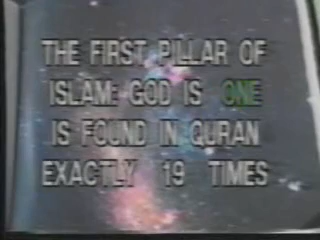 THE FIRST PILLAR OF
ISLAM: GOD IS ONE
IS FOUND IN QURAN
EXACTLY 19 TIMES